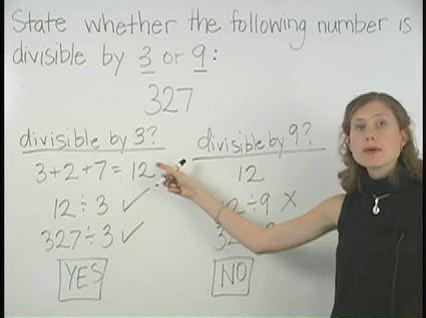 State whether the following number is
divisible by 3 or 9:
327
divisible by 3?
3+2+7=12
12÷3 ✓
327÷3 ✓
YES
divisible by 9?
12
÷9 X
NO